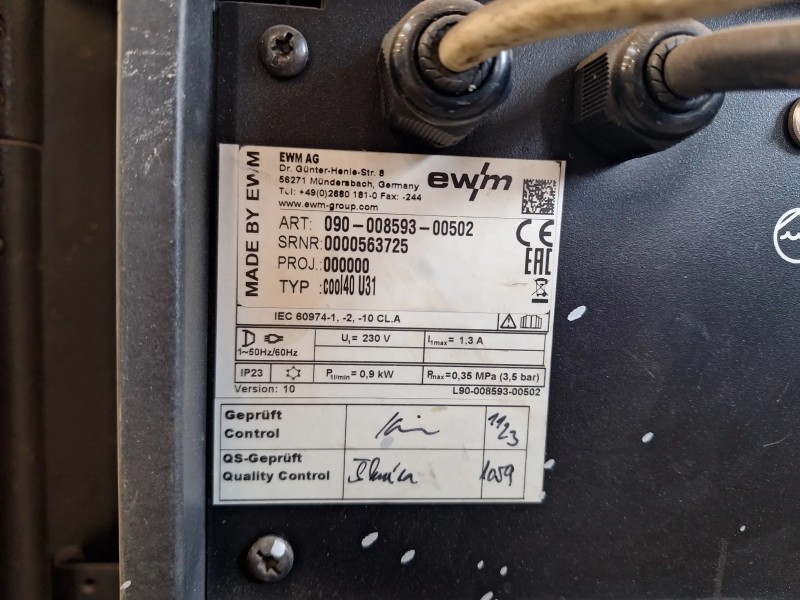 MADE BY EWM
EWM AG
Dr. Günter-Henle-Str. 8
56271 Mündersbach, Germany
Tel: +49(0)2680 181-0 Fax: -244
www.ewm-group.com
ewm
ART: 090-008593-00502
SRNR:0000563725
PROJ.:000000
TYP :cool40 U31
CE
EAC
IEC 60974-1, -2, -10 CL.A
1~50Hz/60Hz
U₁= 230 V
I₁max= 1.3 A
IP23
P1l/min= 0,9 kW
Pmax=0,35 MPa (3,5 bar)
Version: 10
L90-008593-00502
Geprüft
Control
11/23
QS-Geprüft
Quality Control
1059